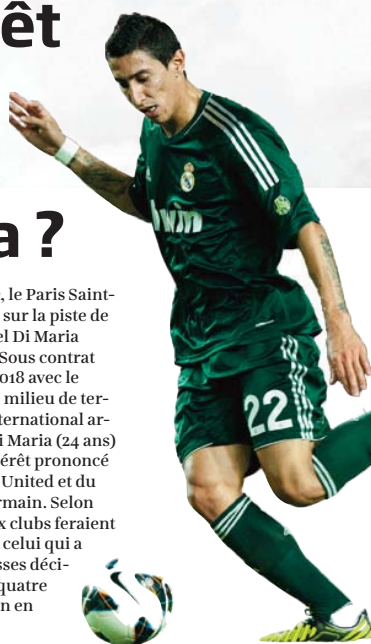 êt
a ?
, le Paris Saint-
sur la piste de
el Di Maria
Sous contrat
018 avec le
milieu de ter-
ternational ar-
i Maria (24 ans)
érêt prononcé
United et du
rmain. Selon
x clubs feraient
celui qui a
sses déci-
quatre
n en
bwin
22